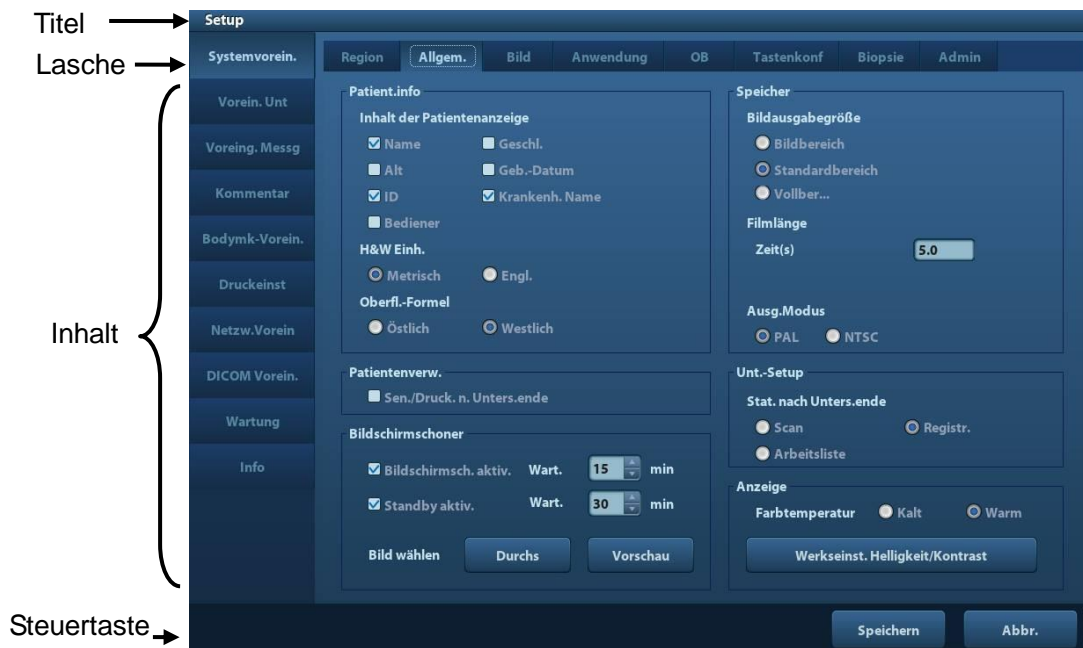 Titel
Lasche
Inhalt
Steuertaste
Setup
Systemvorein.
Vorein. Unt
Voreing. Messg
Kommentar
Bodymk-Vorein.
Druckeinst
Netzw.Vorein
DICOM Vorein.
Wartung
Info
Region Allgem. Bild Anwendung OB Tastenkonf Biopsie Admin
Patient.info
Inhalt der Patientenanzeige
Name Geschl.
Alt Geb.-Datum
ID Krankenh. Name
Bediener
H&W Einh.
Metrisch Engl.
Oberfl.-Formel
Östlich Westlich
Patientenverw.
Sen./Druck. n. Unters.ende
Bildschirmschoner
Bildschirmsch. aktiv. Wart. 15 min
Standby aktiv. Wart. 30 min
Bild wählen Durchs Vorschau
Speicher
Bildausgabegröße
Bildbereich
Standardbereich
Vollber...
Filmlänge
Zeit(s) 5.0
Ausg.Modus
PAL NTSC
Unt.-Setup
Stat. nach Unters.ende
Scan Registr.
Arbeitsliste
Anzeige
Farbtemperatur Kalt Warm
Werkseinst. Helligkeit/Kontrast
Speichern Abbr.